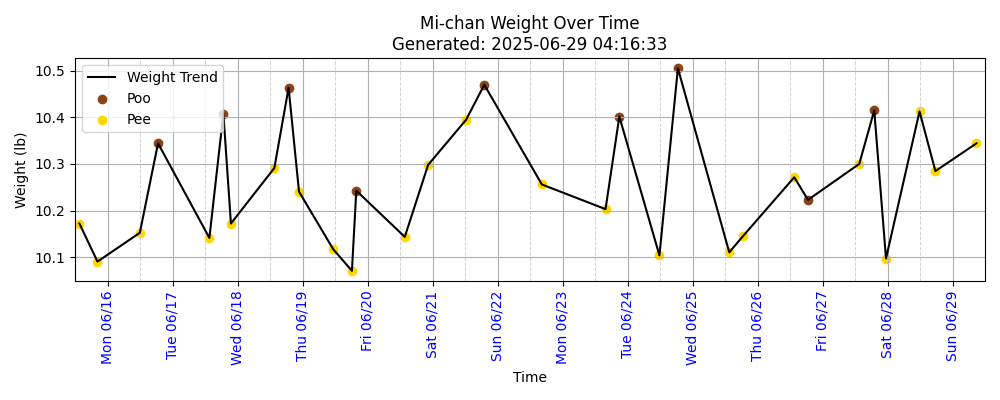 Mi-chan Weight Over Time
Generated: 2025-06-29 04:16:33
Weight Trend
Poo
Pee
Weight (lb)
10.5
10.4
10.3
10.2
10.1
Mon 06/16
Tue 06/17
Wed 06/18
Thu 06/19
Fri 06/20
Sat 06/21
Sun 06/22
Mon 06/23
Tue 06/24
Wed 06/25
Thu 06/26
Fri 06/27
Sat 06/28
Sun 06/29
Time